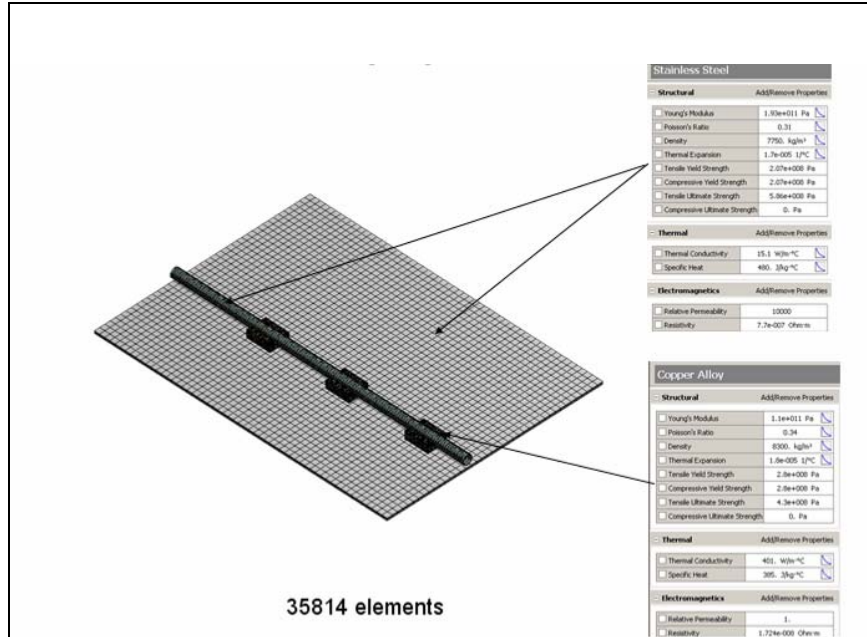 Stainless Steel
Structural Add/Remove Properties
Young's Modulus 1.93e+011 Pa
Poisson's Ratio 0.31
Density 7750. kg/m³
Thermal Expansion 1.7e-005 1/°C
Tensile Yield Strength 2.07e+008 Pa
Compressive Yield Strength 2.07e+008 Pa
Tensile Ultimate Strength 5.86e+008 Pa
Compressive Ultimate Strength 0. Pa
Thermal Add/Remove Properties
Thermal Conductivity 15.1 W/m·°C
Specific Heat 480. J/kg·°C
Electromagnetics Add/Remove Properties
Relative Permeability 10000
Resistivity 7.7e-007 Ohm·m
Copper Alloy
Structural Add/Remove Properties
Young's Modulus 1.1e+011 Pa
Poisson's Ratio 0.34
Density 8300. kg/m³
Thermal Expansion 1.8e-005 1/°C
Tensile Yield Strength 2.8e+008 Pa
Compressive Yield Strength 2.8e+008 Pa
Tensile Ultimate Strength 4.3e+008 Pa
Compressive Ultimate Strength 0. Pa
Thermal Add/Remove Properties
Thermal Conductivity 401. W/m·°C
Specific Heat 385. J/kg·°C
Electromagnetics Add/Remove Properties
Relative Permeability 1.
Resistivity 1.724e-008 Ohm·m
35814 elements